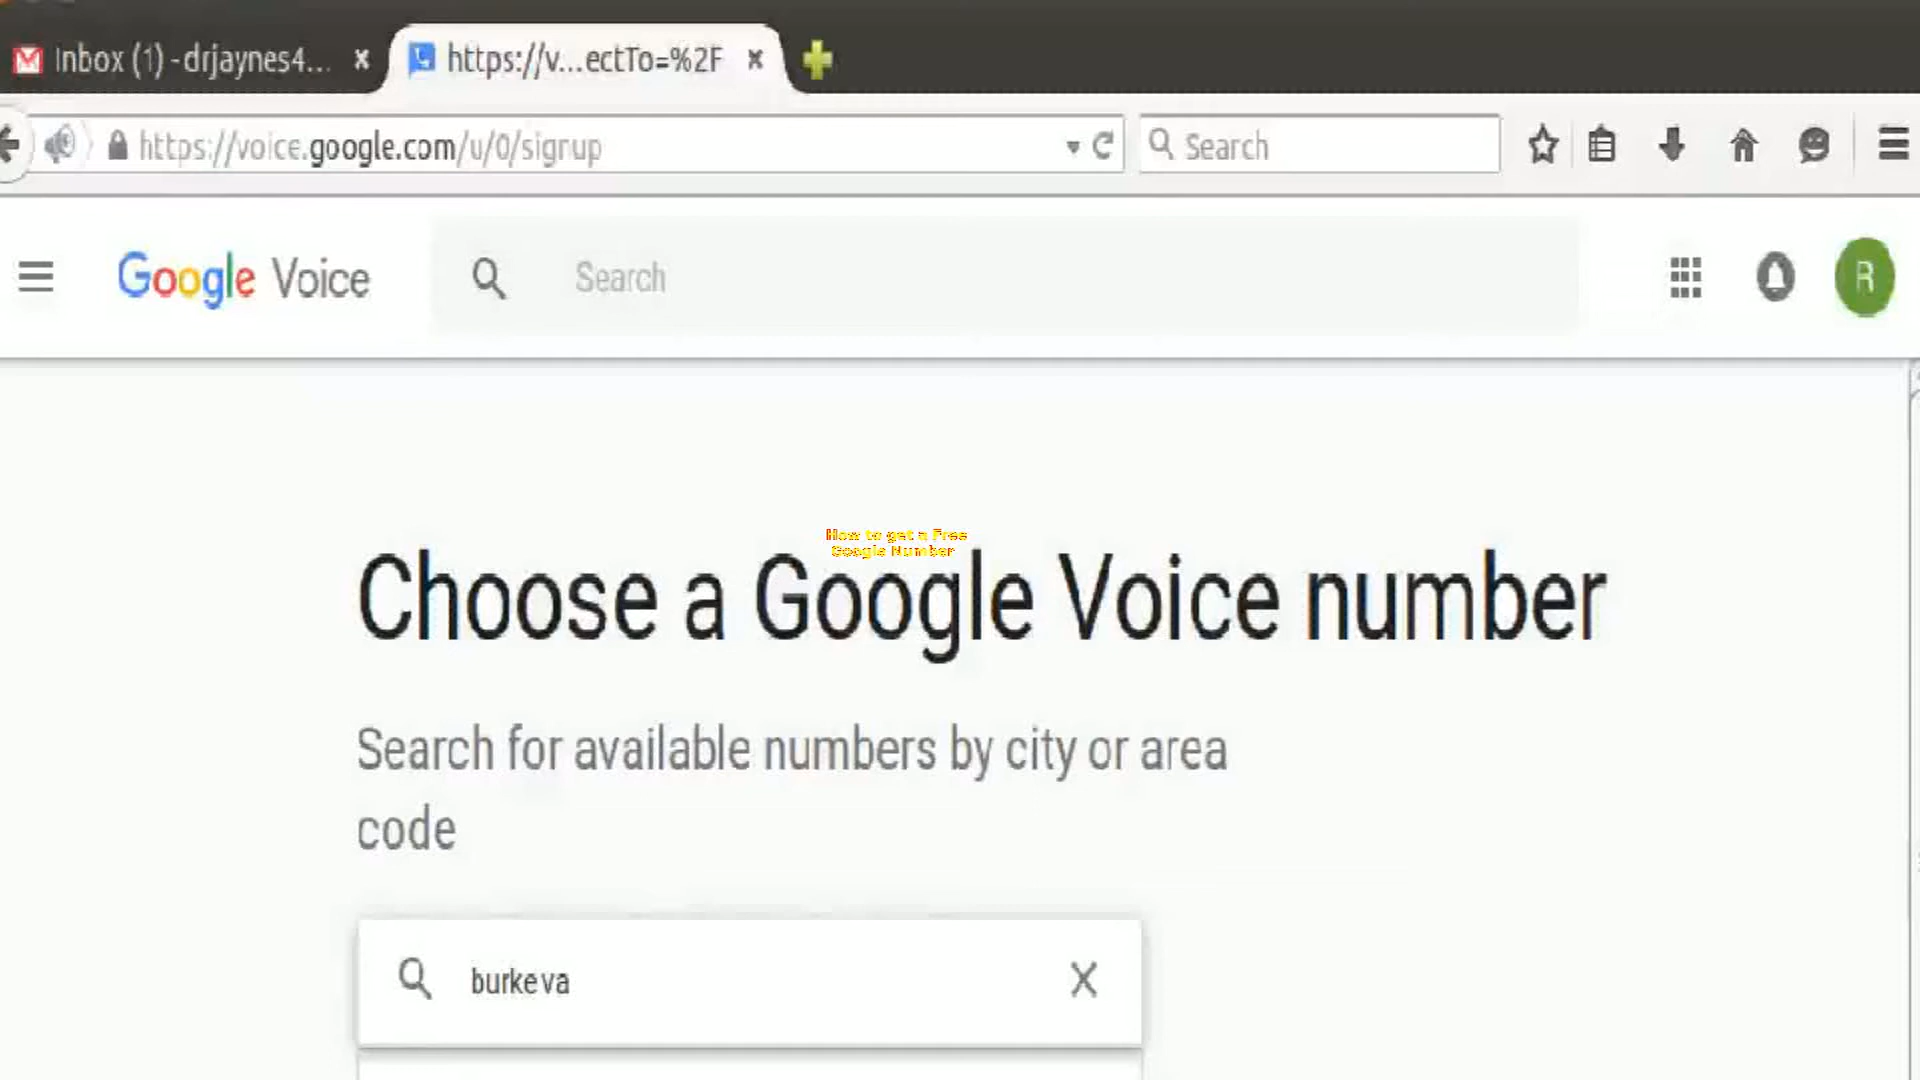 Inbox (1) - drjaynes4...
https://v...ectTo=%2F
https://voice.google.com/u/0/signup
Search
Google Voice
Search
R
How to get a Free
Google Number
Choose a Google Voice number
Search for available numbers by city or area
code
burke va